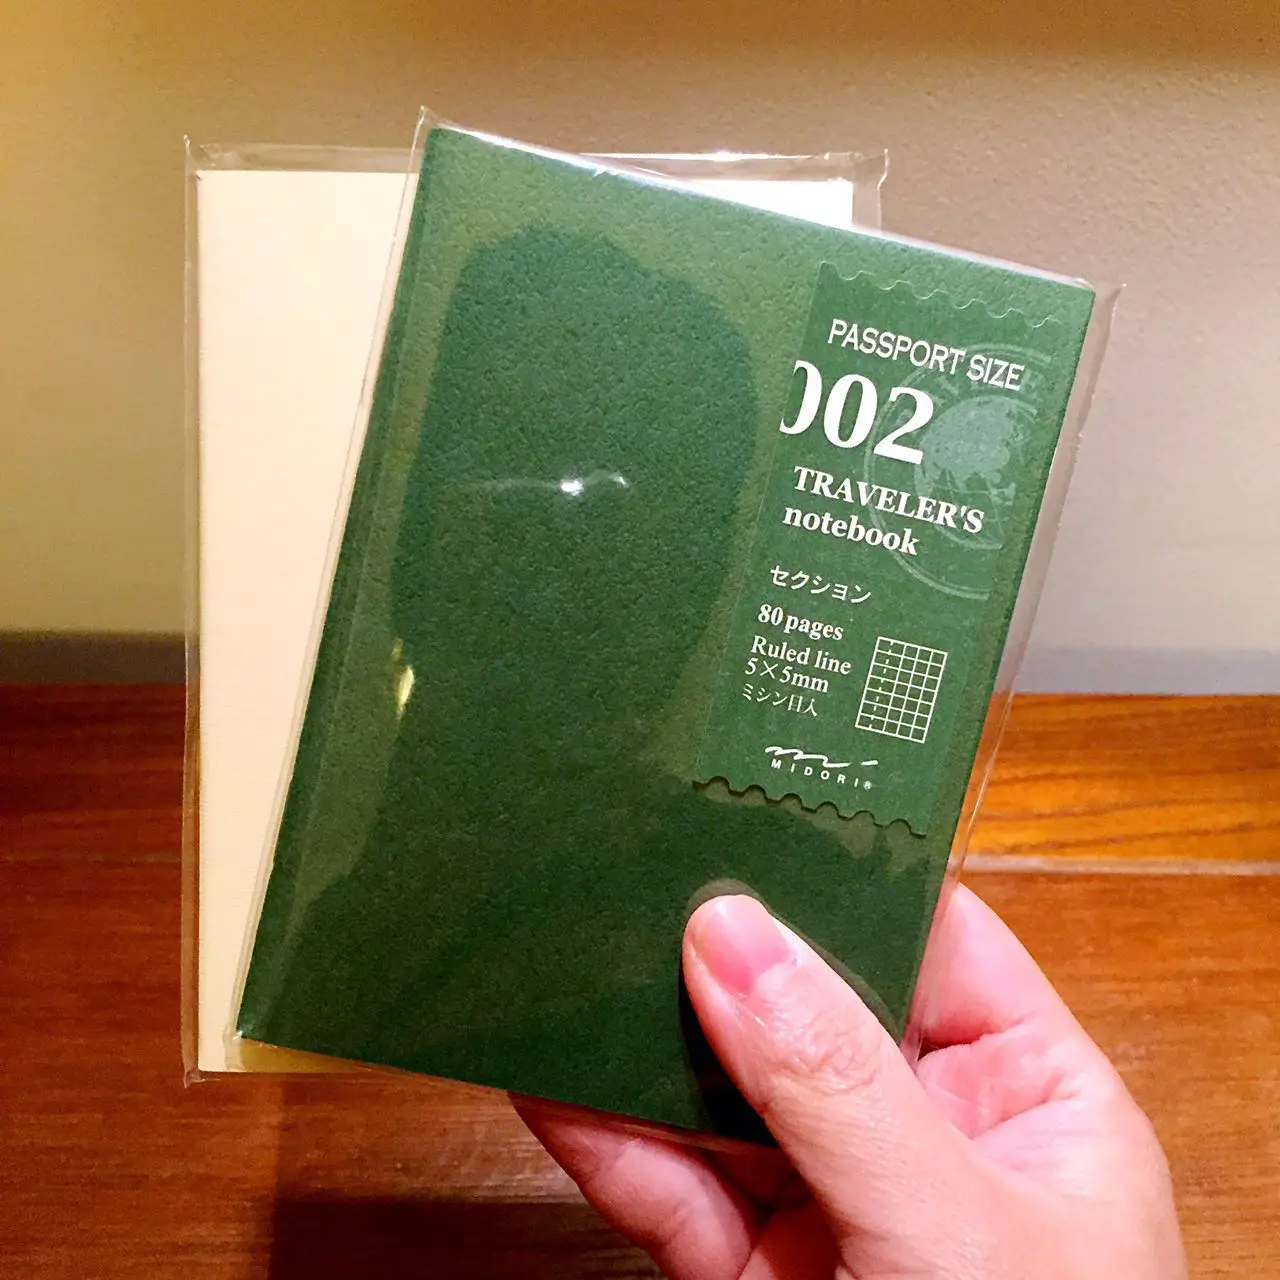 PASSPORT SIZE
002
TRAVELER'S
notebook
セクション
80 pages
Ruled line
5×5mm
ミシン目入
MIDORI®